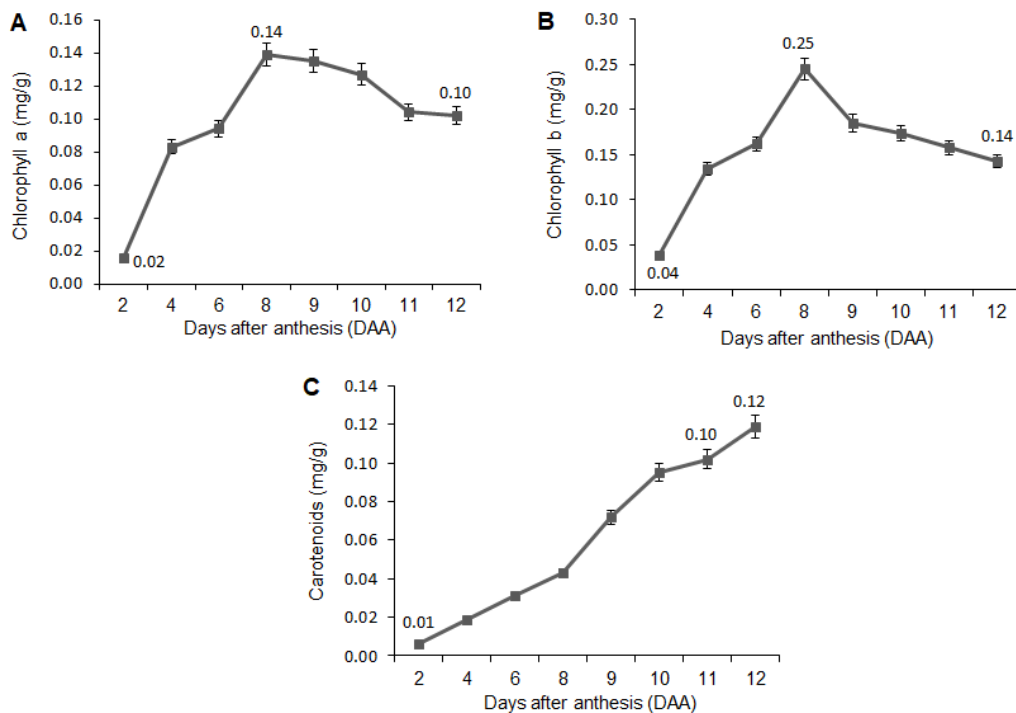 A
Chlorophyll a (mg/g)
0.16
0.14
0.12
0.10
0.08
0.06
0.04
0.02
0.00
0.02
0.14
0.10
2 4 6 8 9 10 11 12
Days after anthesis (DAA)
B
Chlorophyll b (mg/g)
0.30
0.25
0.20
0.15
0.10
0.05
0.00
0.04
0.25
0.14
2 4 6 8 9 10 11 12
Days after anthesis (DAA)
C
Carotenoids (mg/g)
0.14
0.12
0.10
0.08
0.06
0.04
0.02
0.00
0.01
0.10
0.12
2 4 6 8 9 10 11 12
Days after anthesis (DAA)